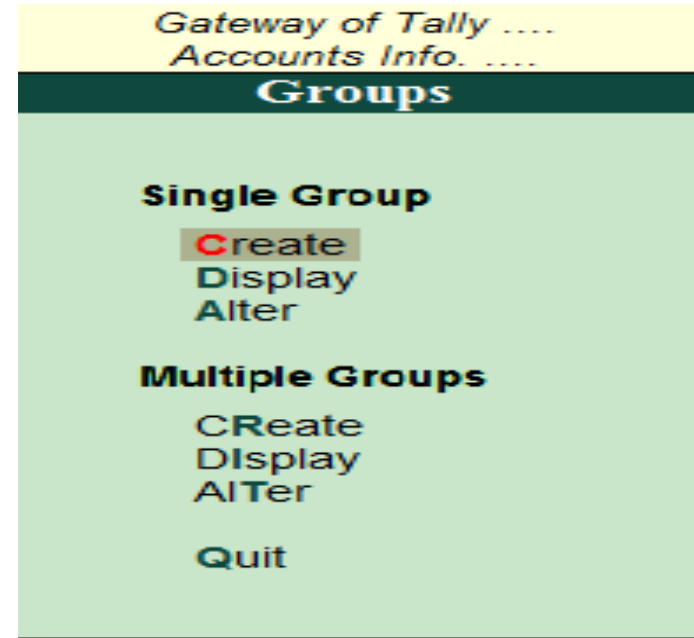 Gateway of Tally ....
Accounts Info. ....
Groups
Single Group
Create
Display
Alter
Multiple Groups
CReate
DIsplay
AlTer
Quit